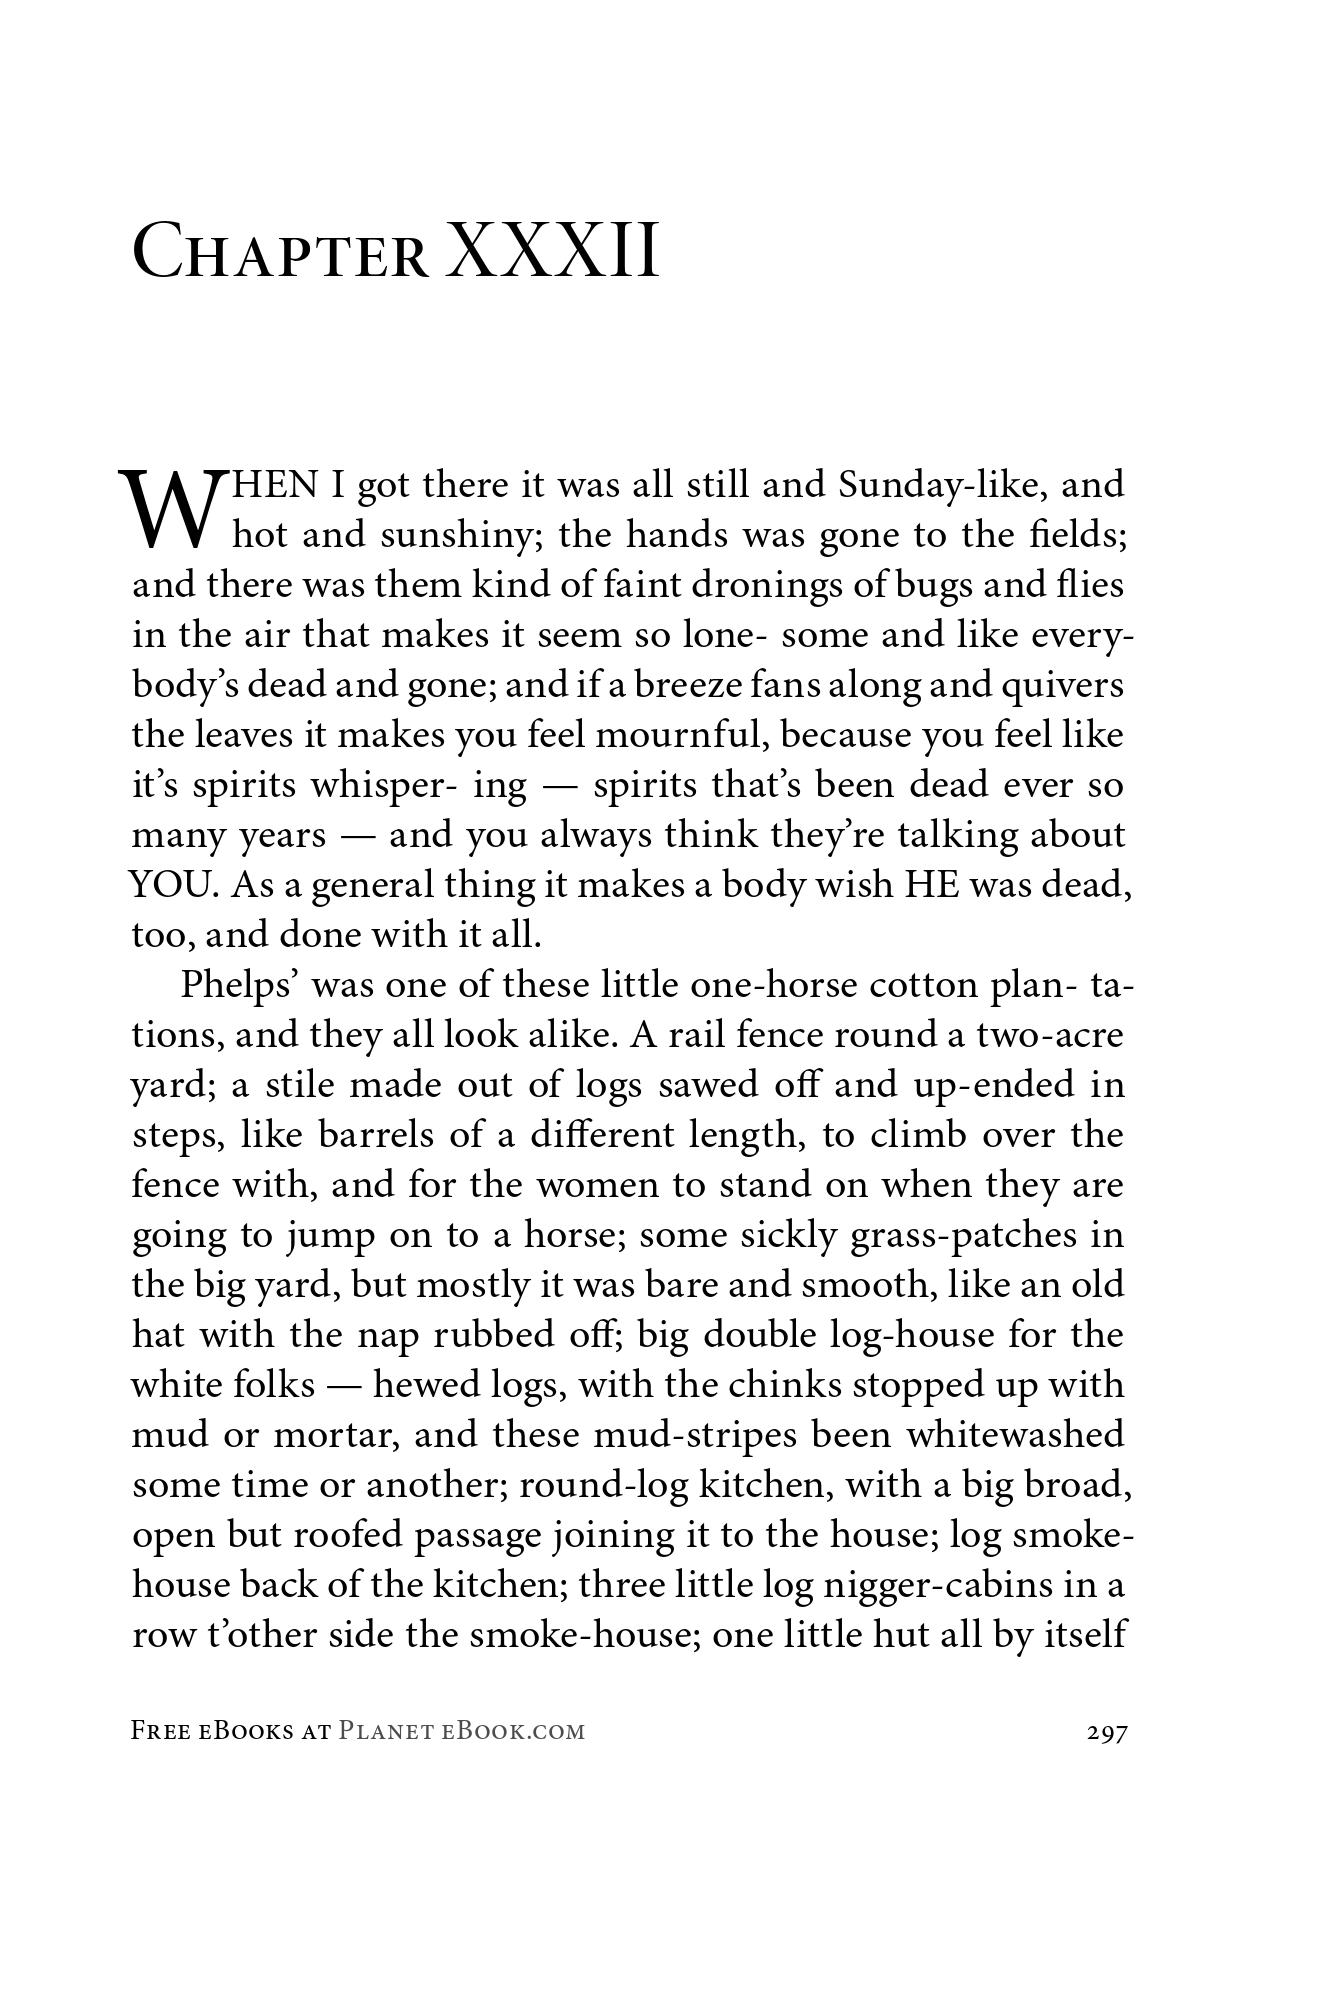 Chapter XXXII
WHEN I got there it was all still and Sunday-like, and
hot and sunshiny; the hands was gone to the fields;
and there was them kind of faint dronings of bugs and flies
in the air that makes it seem so lone- some and like every-
body’s dead and gone; and if a breeze fans along and quivers
the leaves it makes you feel mournful, because you feel like
it’s spirits whisper- ing — spirits that’s been dead ever so
many years — and you always think they’re talking about
YOU. As a general thing it makes a body wish HE was dead,
too, and done with it all.
Phelps’ was one of these little one-horse cotton plan- ta-
tions, and they all look alike. A rail fence round a two-acre
yard; a stile made out of logs sawed off and up-ended in
steps, like barrels of a different length, to climb over the
fence with, and for the women to stand on when they are
going to jump on to a horse; some sickly grass-patches in
the big yard, but mostly it was bare and smooth, like an old
hat with the nap rubbed off; big double log-house for the
white folks — hewed logs, with the chinks stopped up with
mud or mortar, and these mud-stripes been whitewashed
some time or another; round-log kitchen, with a big broad,
open but roofed passage joining it to the house; log smoke-
house back of the kitchen; three little log nigger-cabins in a
row t’other side the smoke-house; one little hut all by itself
Free eBooks at Planet eBook.com 297